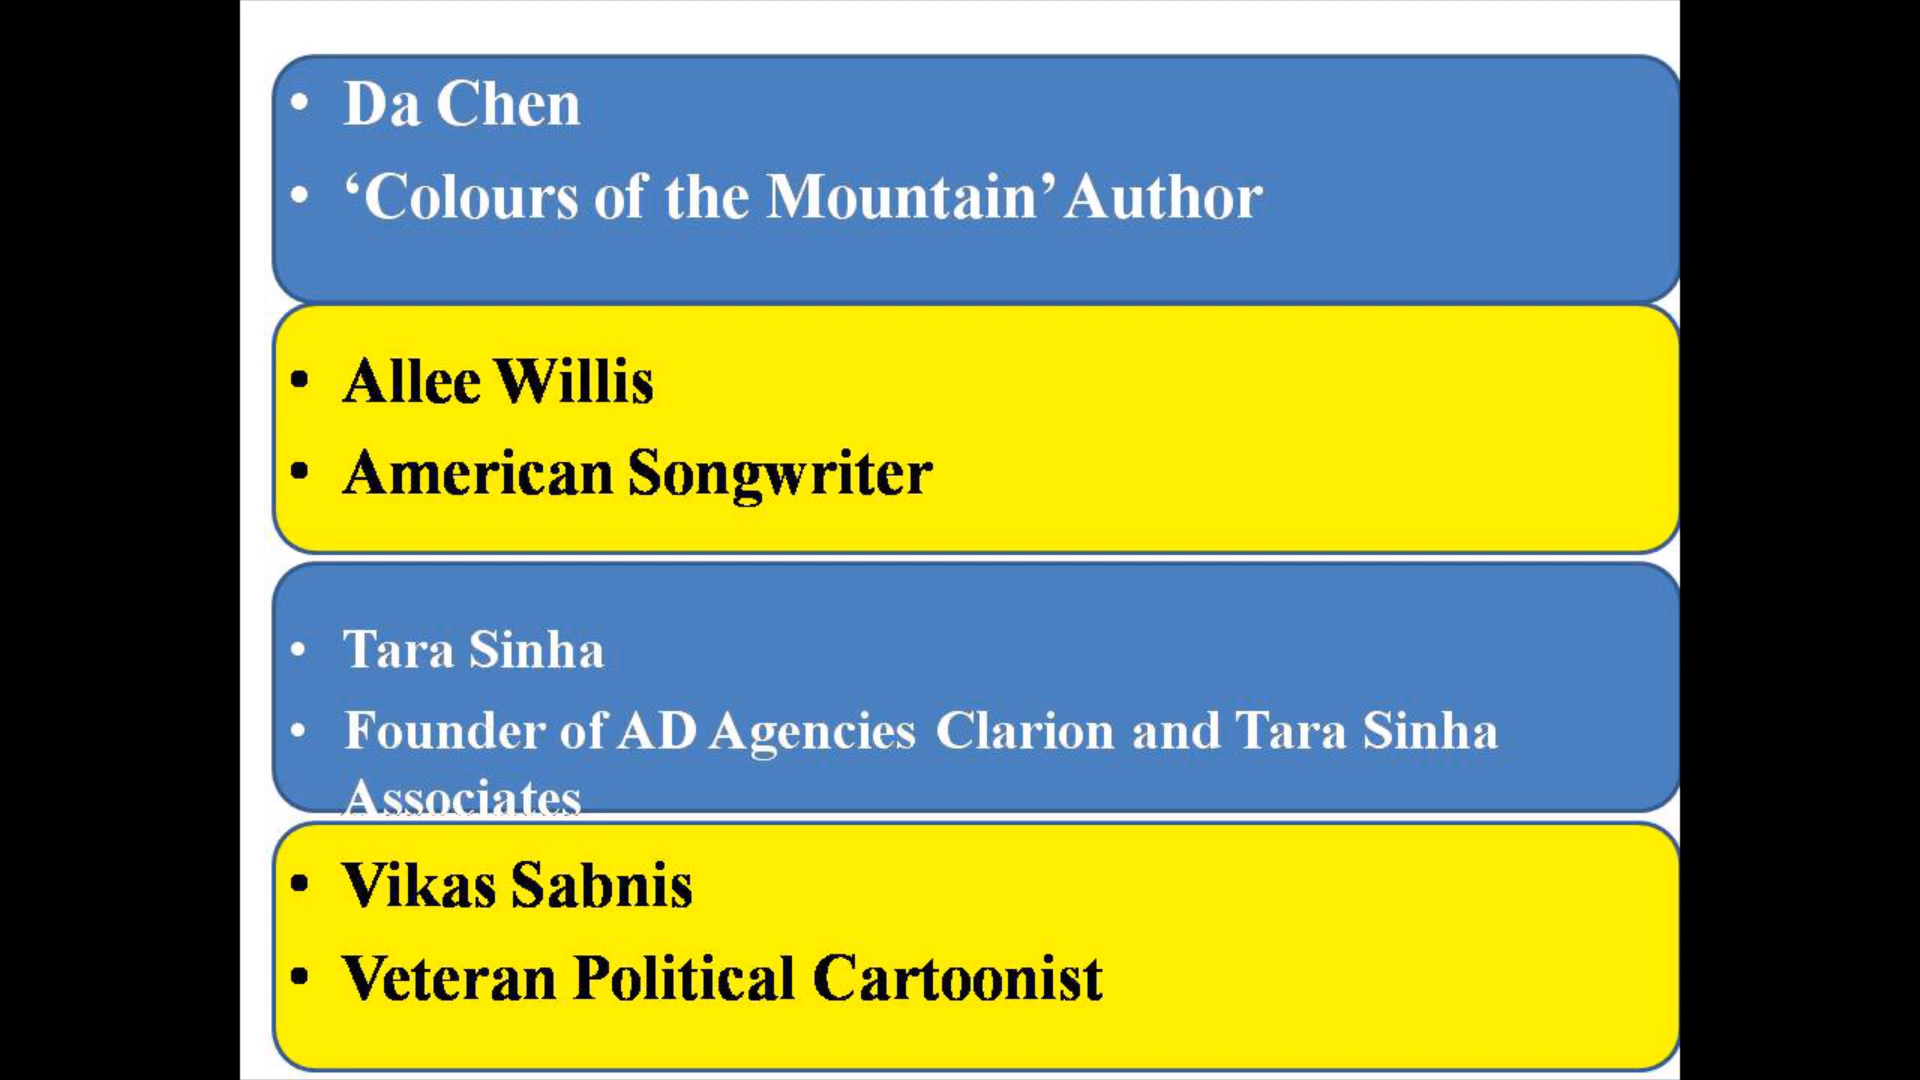 • Da Chen
• ‘Colours of the Mountain’ Author
• Allee Willis
• American Songwriter
• Tara Sinha
• Founder of AD Agencies Clarion and Tara Sinha
Associates
• Vikas Sabnis
• Veteran Political Cartoonist